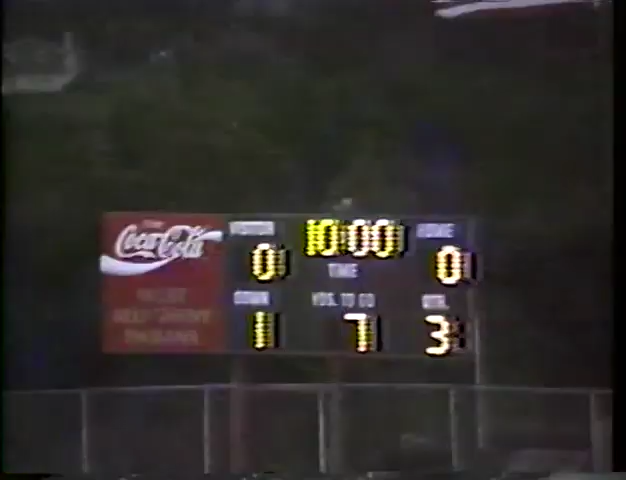 Coca-Cola
VISITOR 10:00 HOME
0 TIME 0
DOWN YDS. TO GO QTR.
1 7 3